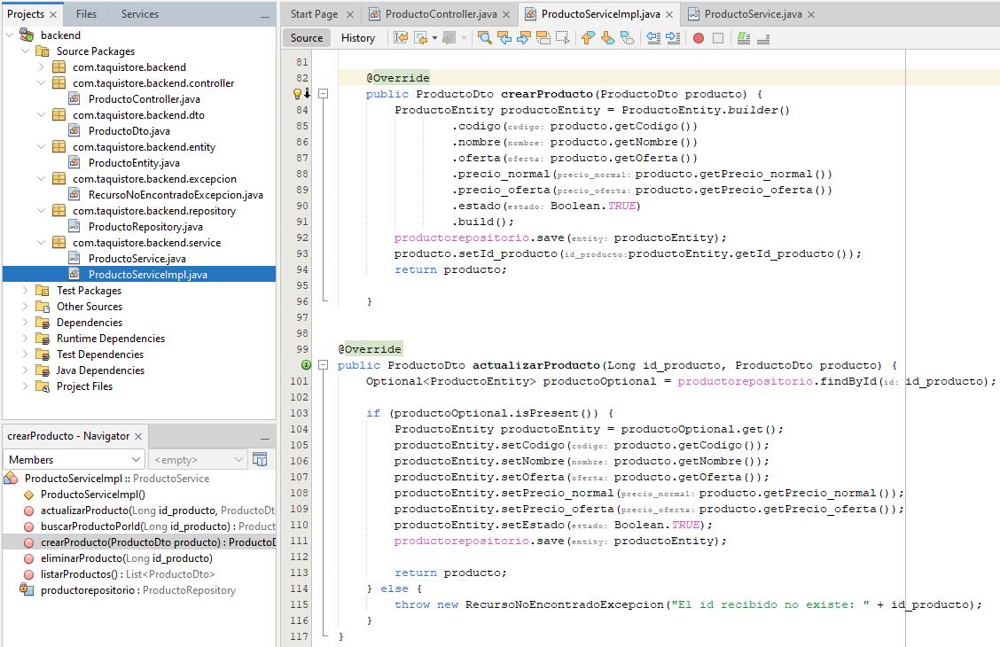 Projects
Files
Services
backend
Source Packages
com.taquistore.backend
com.taquistore.backend.controller
ProductoController.java
com.taquistore.backend.dto
ProductoDto.java
com.taquistore.backend.entity
ProductoEntity.java
com.taquistore.backend.excepcion
RecursoNoEncontradoExcepcion.java
com.taquistore.backend.repository
ProductoRepository.java
com.taquistore.backend.service
ProductoService.java
ProductoServiceImpl.java
Test Packages
Other Sources
Dependencies
Runtime Dependencies
Test Dependencies
Java Dependencies
Project Files
crearProducto - Navigator
Members
<empty>
ProductoServiceImpl :: ProductoService
ProductoServiceImpl()
actualizarProducto(Long id_producto, ProductoDt
buscarProductoPorId(Long id_producto) : Product
crearProducto(ProductoDto producto) : ProductoD
eliminarProducto(Long id_producto)
listarProductos() : List<ProductoDto>
productorepositorio : ProductoRepository
Start Page
ProductoController.java
ProductoServiceImpl.java
ProductoService.java
Source
History
81
82 @Override
public ProductoDto crearProducto(ProductoDto producto) {
84 ProductoEntity productoEntity = ProductoEntity.builder()
85 .codigo(codigo: producto.getCodigo())
86 .nombre(nombre: producto.getNombre())
87 .oferta(oferta: producto.getOferta())
88 .precio_normal(precio_normal: producto.getPrecio_normal())
89 .precio_oferta(precio_oferta: producto.getPrecio_oferta())
90 .estado(estado: Boolean.TRUE)
91 .build();
92 productorepositorio.save(entity: productoEntity);
93 producto.setId_producto(id_producto:productoEntity.getId_producto());
94 return producto;
95
96 }
97
98
99 @Override
public ProductoDto actualizarProducto(Long id_producto, ProductoDto producto) {
101 Optional<ProductoEntity> productoOptional = productorepositorio.findById(id: id_producto);
102
103 if (productoOptional.isPresent()) {
104 ProductoEntity productoEntity = productoOptional.get();
105 productoEntity.setCodigo(codigo: producto.getCodigo());
106 productoEntity.setNombre(nombre: producto.getNombre());
107 productoEntity.setOferta(oferta: producto.getOferta());
108 productoEntity.setPrecio_normal(precio_normal: producto.getPrecio_normal());
109 productoEntity.setPrecio_oferta(precio_oferta: producto.getPrecio_oferta());
110 productoEntity.setEstado(estado: Boolean.TRUE);
111 productorepositorio.save(entity: productoEntity);
112
113 return producto;
114 } else {
115 throw new RecursoNoEncontradoExcepcion("El id recibido no existe: " + id_producto);
116 }
117 }